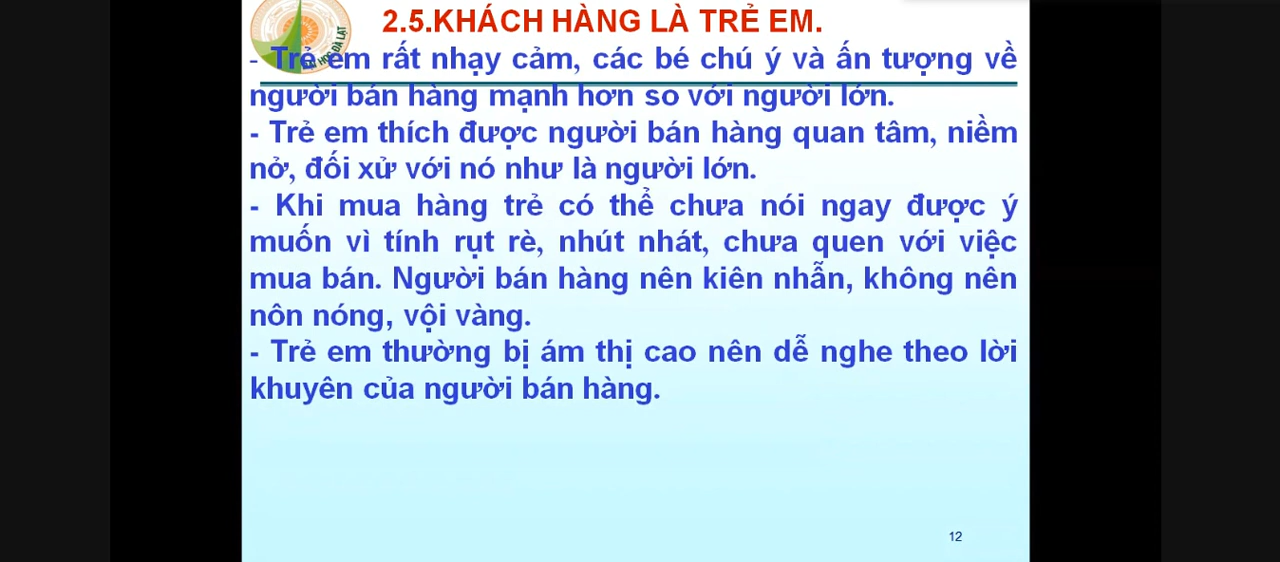 2.5.KHÁCH HÀNG LÀ TRẺ EM.
- Trẻ em rất nhạy cảm, các bé chú ý và ấn tượng về
người bán hàng mạnh hơn so với người lớn.
- Trẻ em thích được người bán hàng quan tâm, niềm
nở, đối xử với nó như là người lớn.
- Khi mua hàng trẻ có thể chưa nói ngay được ý
muốn vì tính rụt rè, nhút nhát, chưa quen với việc
mua bán. Người bán hàng nên kiên nhẫn, không nên
nôn nóng, vội vàng.
- Trẻ em thường bị ám thị cao nên dễ nghe theo lời
khuyên của người bán hàng.
12